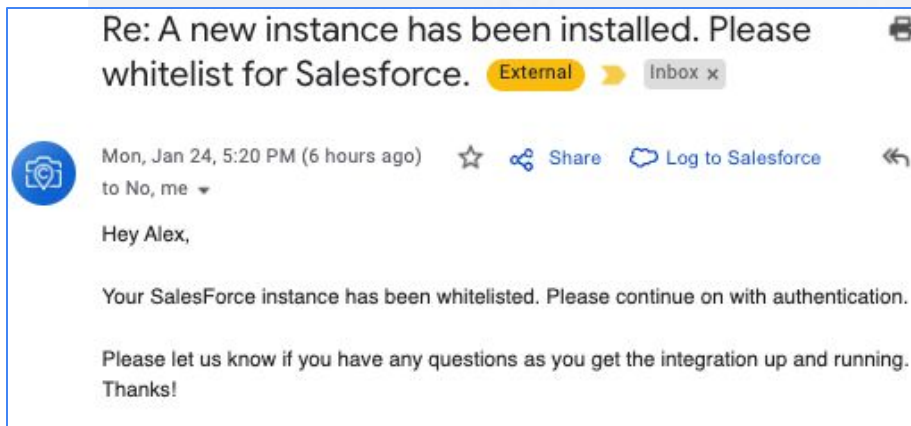 Re: A new instance has been installed. Please
whitelist for Salesforce. External Inbox x
Mon, Jan 24, 5:20 PM (6 hours ago) Share Log to Salesforce
to No, me
Hey Alex,
Your SalesForce instance has been whitelisted. Please continue on with authentication.
Please let us know if you have any questions as you get the integration up and running.
Thanks!